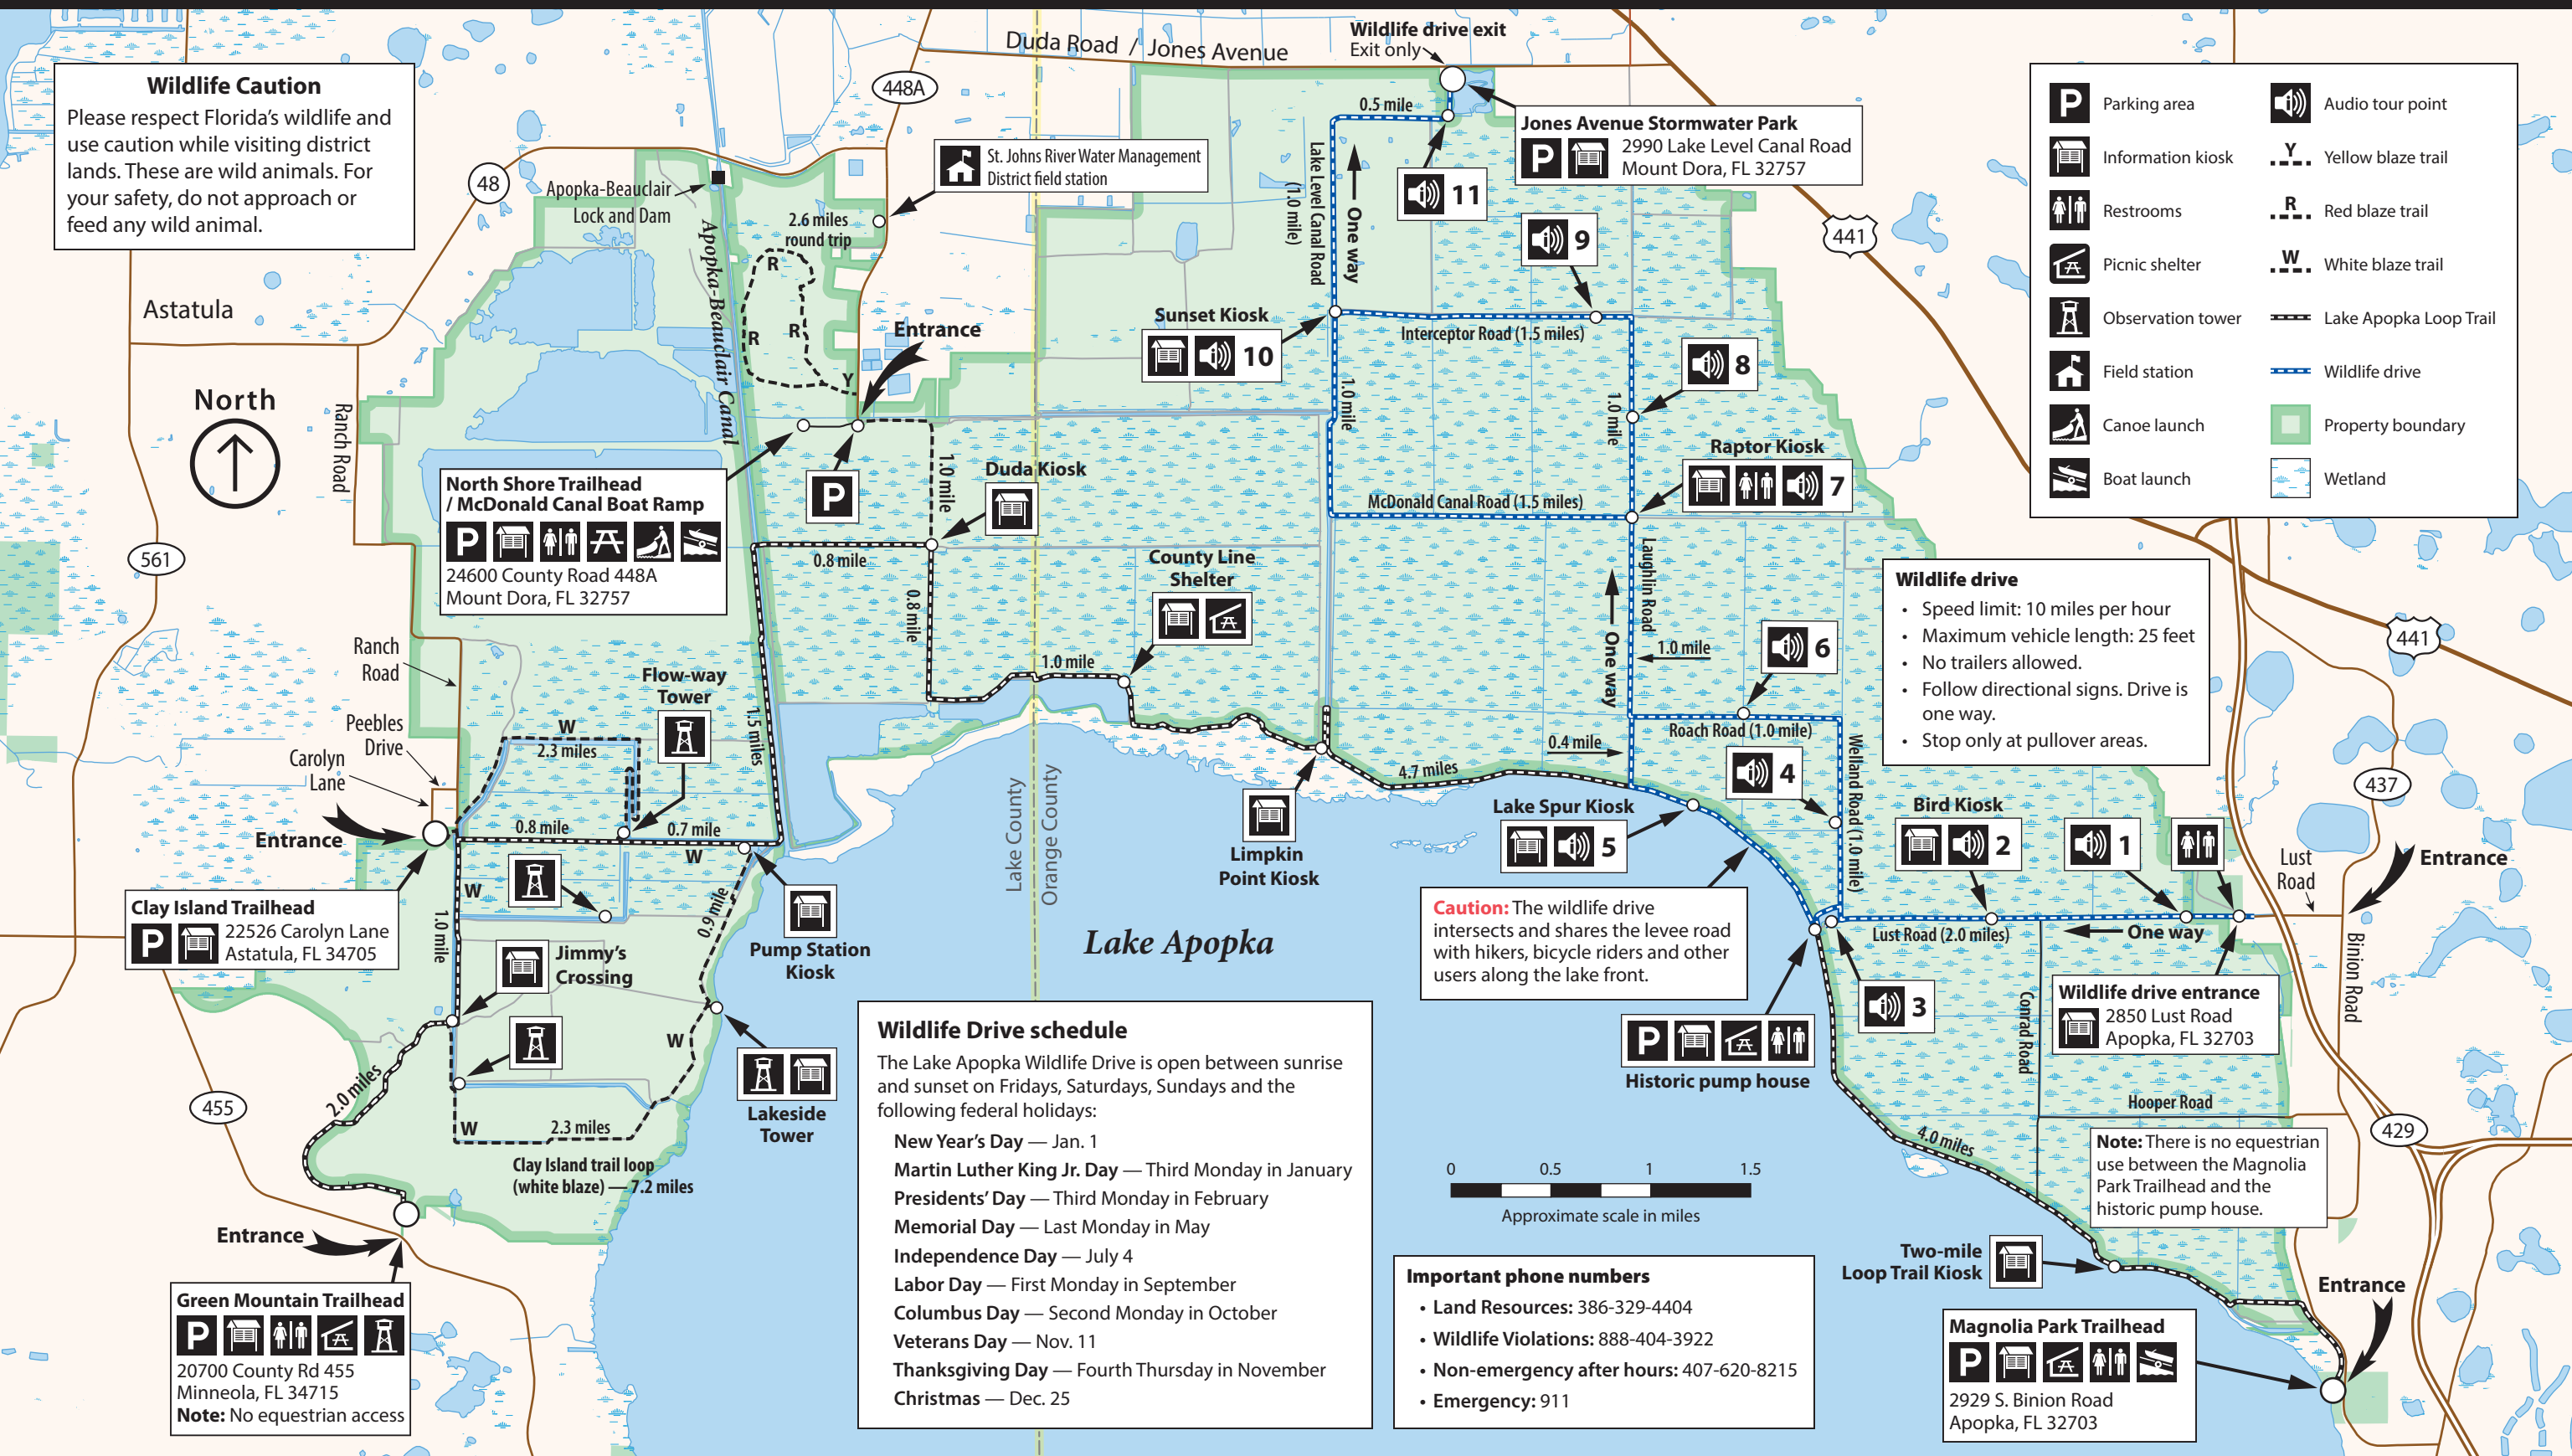 Duda Road / Jones Avenue
Wildlife drive exit
Exit only
Wildlife Caution
Please respect Florida's wildlife and
use caution while visiting district
lands. These are wild animals. For
your safety, do not approach or
feed any wild animal.
448A
48
Apopka-Beauclair
Lock and Dam
St. Johns River Water Management
District field station
2.6 miles
round trip
R
R
R
Y
Apopka-Beauclair Canal
Entrance
Astatula
North
Ranch Road
561
0.5 mile
Lake Level Canal Road
(1.0 mile)
One way
11
Jones Avenue Stormwater Park
P
2990 Lake Level Canal Road
Mount Dora, FL 32757
9
441
Sunset Kiosk
10
Interceptor Road (1.5 miles)
8
1.0 mile
1.0 mile
Raptor Kiosk
7
McDonald Canal Road (1.5 miles)
P
Parking area
Information kiosk
Restrooms
Picnic shelter
Observation tower
Field station
Canoe launch
Boat launch
Audio tour point
Y
Yellow blaze trail
R
Red blaze trail
W
White blaze trail
Lake Apopka Loop Trail
Wildlife drive
Property boundary
Wetland
North Shore Trailhead
/ McDonald Canal Boat Ramp
P
24600 County Road 448A
Mount Dora, FL 32757
P
1.0 mile
Duda Kiosk
0.8 mile
0.8 mile
County Line
Shelter
1.0 mile
Laughlin Road
One way
1.0 mile
6
Wildlife drive
• Speed limit: 10 miles per hour
• Maximum vehicle length: 25 feet
• No trailers allowed.
• Follow directional signs. Drive is
one way.
• Stop only at pullover areas.
441
437
Ranch
Road
Peebles
Drive
Carolyn
Lane
Entrance
Flow-way
Tower
W
2.3 miles
1.5 miles
0.8 mile
0.7 mile
W
W
Clay Island Trailhead
P
22526 Carolyn Lane
Astatula, FL 34705
1.0 mile
0.9 mile
Pump Station
Kiosk
Jimmy's
Crossing
W
Lakeside
Tower
2.0 miles
455
W
2.3 miles
Clay Island trail loop
(white blaze) — 7.2 miles
Entrance
Green Mountain Trailhead
P
20700 County Rd 455
Minneola, FL 34715
Note: No equestrian access
Lake County
Orange County
Lake Apopka
Limpkin
Point Kiosk
4.7 miles
0.4 mile
Roach Road (1.0 mile)
4
Welland Road (1.0 mile)
Lake Spur Kiosk
5
Bird Kiosk
2
1
Lust
Road
Entrance
Lust Road (2.0 miles)
One way
Binion Road
Caution: The wildlife drive
intersects and shares the levee road
with hikers, bicycle riders and other
users along the lake front.
3
P
Historic pump house
Conrad Road
Wildlife drive entrance
2850 Lust Road
Apopka, FL 32703
Hooper Road
429
4.0 miles
Note: There is no equestrian
use between the Magnolia
Park Trailhead and the
historic pump house.
Two-mile
Loop Trail Kiosk
Entrance
Magnolia Park Trailhead
P
2929 S. Binion Road
Apopka, FL 32703
Wildlife Drive schedule
The Lake Apopka Wildlife Drive is open between sunrise
and sunset on Fridays, Saturdays, Sundays and the
following federal holidays:
New Year's Day — Jan. 1
Martin Luther King Jr. Day — Third Monday in January
Presidents' Day — Third Monday in February
Memorial Day — Last Monday in May
Independence Day — July 4
Labor Day — First Monday in September
Columbus Day — Second Monday in October
Veterans Day — Nov. 11
Thanksgiving Day — Fourth Thursday in November
Christmas — Dec. 25
0 0.5 1 1.5
Approximate scale in miles
Important phone numbers
• Land Resources: 386-329-4404
• Wildlife Violations: 888-404-3922
• Non-emergency after hours: 407-620-8215
• Emergency: 911